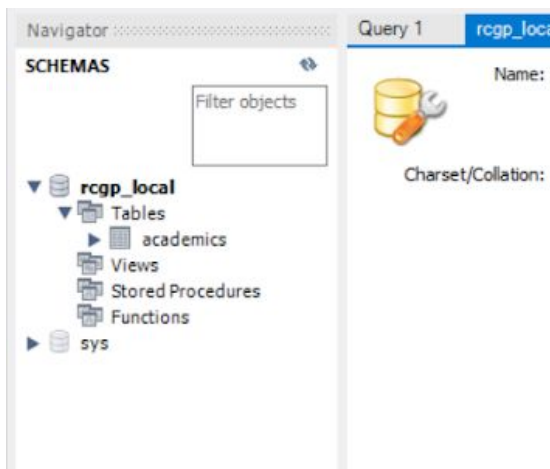 Navigator
SCHEMAS
Filter objects
rcgp_local
Tables
academics
Views
Stored Procedures
Functions
sys
Query 1
rcgp_loca
Name:
Charset/Collation: